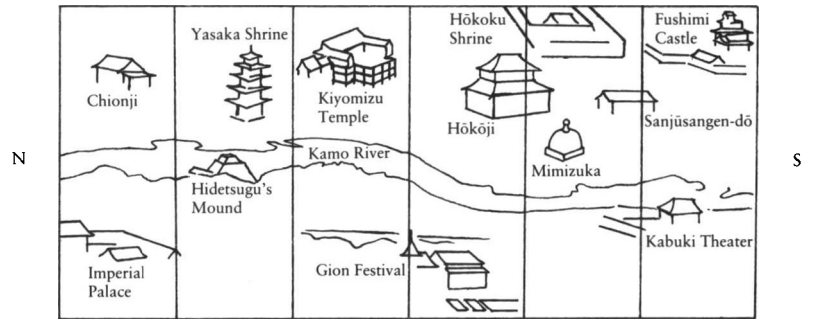 Yasaka Shrine
Hōkoku
Shrine
Fushimi
Castle
Chionji
Kiyomizu
Temple
Hōkōji
Sanjūsangen-dō
N
Kamo River
Mimizuka
S
Hidetsugu's
Mound
Kabuki Theater
Imperial
Palace
Gion Festival